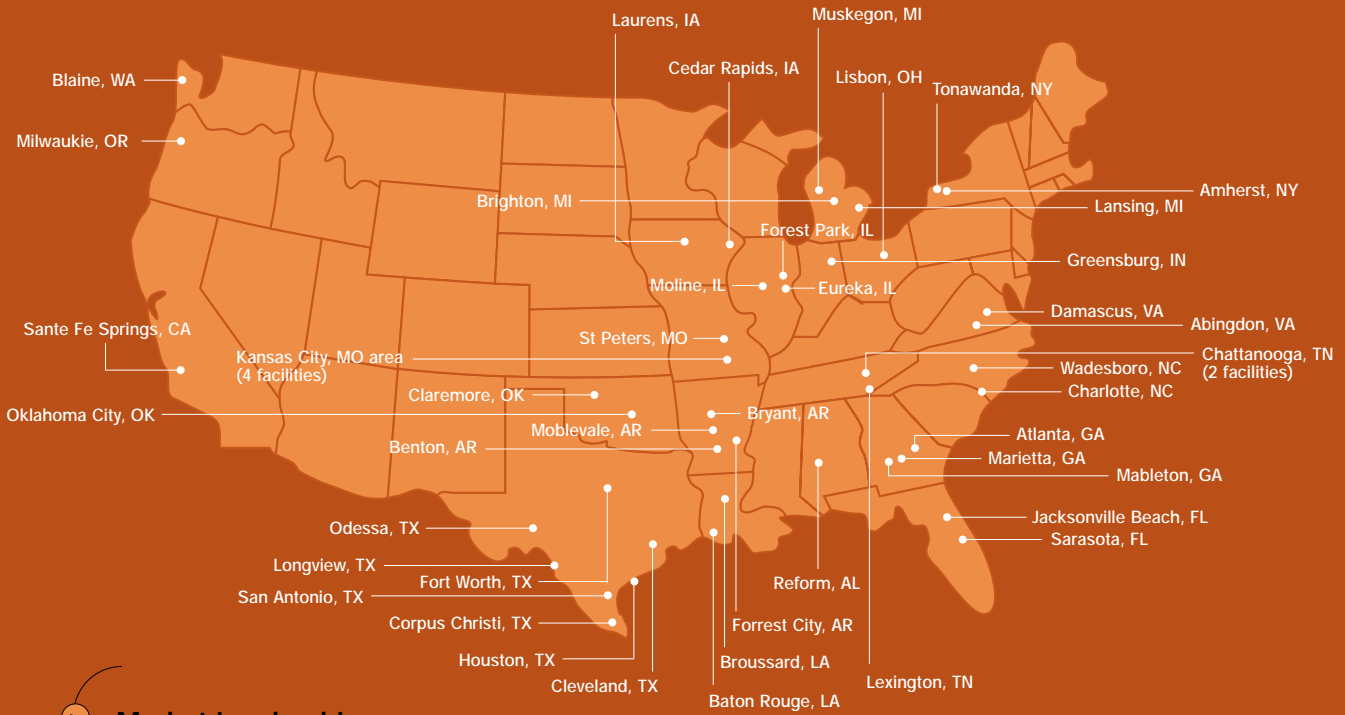 Laurens, IA
Muskegon, MI
Cedar Rapids, IA
Lisbon, OH
Blaine, WA
Tonawanda, NY
Milwaukie, OR
Amherst, NY
Brighton, MI
Lansing, MI
Forest Park, IL
Greensburg, IN
Moline, IL
Eureka, IL
Damascus, VA
Sante Fe Springs, CA
Abingdon, VA
St Peters, MO
Kansas City, MO area
(4 facilities)
Chattanooga, TN
(2 facilities)
Wadesboro, NC
Claremore, OK
Charlotte, NC
Oklahoma City, OK
Bryant, AR
Moblevale, AR
Atlanta, GA
Benton, AR
Marietta, GA
Mableton, GA
Odessa, TX
Jacksonville Beach, FL
Sarasota, FL
Longview, TX
Fort Worth, TX
Reform, AL
San Antonio, TX
Corpus Christi, TX
Forrest City, AR
Houston, TX
Broussard, LA
Cleveland, TX
Lexington, TN
Baton Rouge, LA